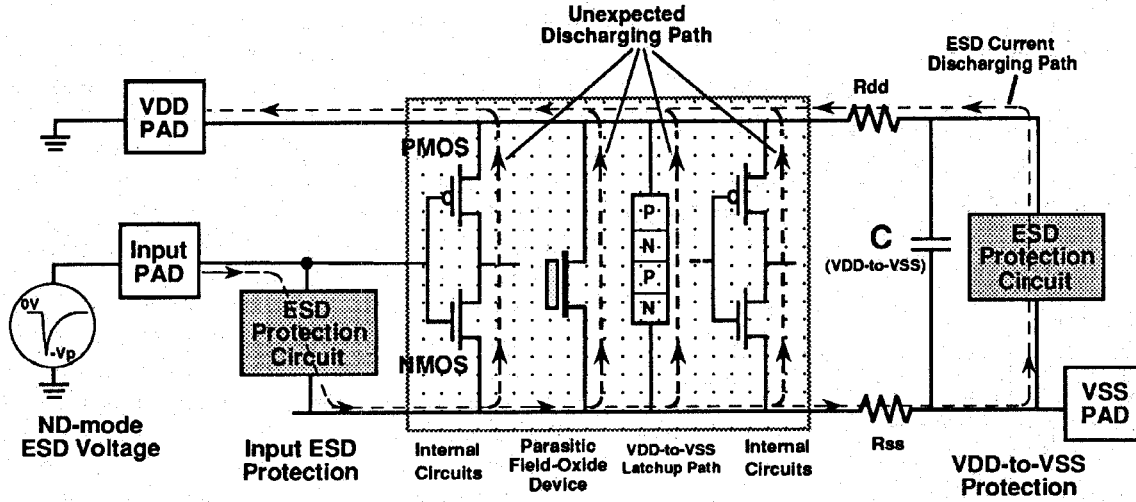 Unexpected
Discharging Path
ESD Current
Discharging Path
VDD
PAD
Rdd
PMOS
Input
PAD
P
N
P
N
C
(VDD-to-VSS)
ESD
Protection
Circuit
0V
-Vp
ESD
Protection
Circuit
NMOS
VSS
PAD
ND-mode
ESD Voltage
Input ESD
Protection
Internal
Circuits
Parasitic
Field-Oxide
Device
VDD-to-VSS
Latchup Path
Internal
Circuits
Rss
VDD-to-VSS
Protection